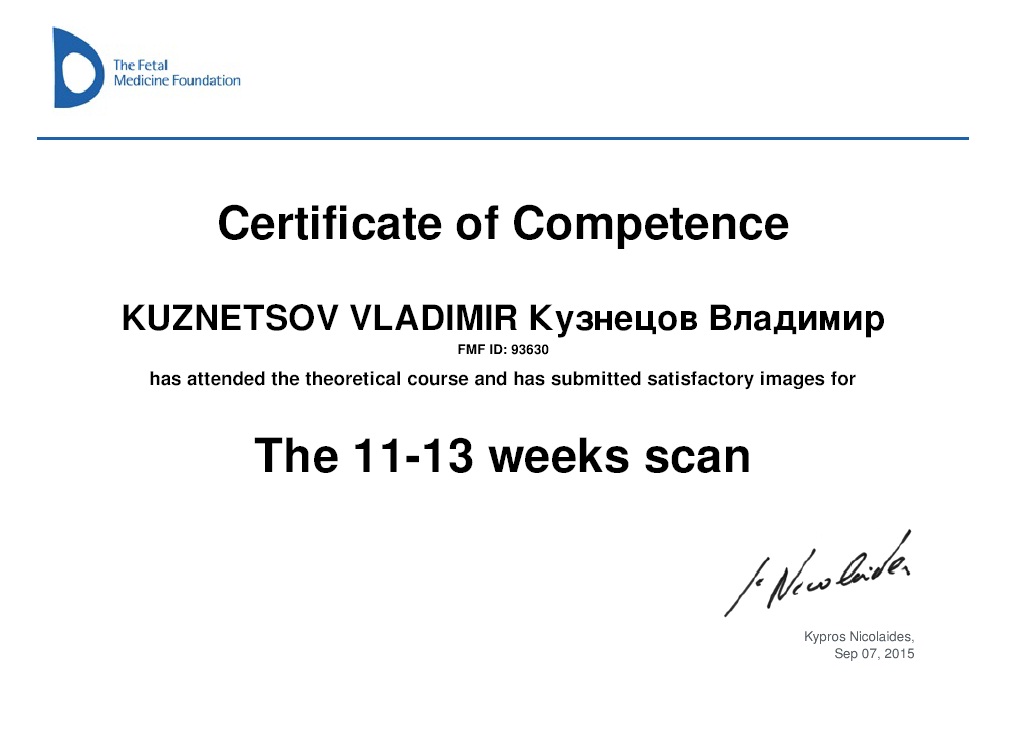 The Fetal
Medicine Foundation
Certificate of Competence
KUZNETSOV VLADIMIR Кузнецов Владимир
FMF ID: 93630
has attended the theoretical course and has submitted satisfactory images for
The 11-13 weeks scan
K Nicolaides
Kypros Nicolaides,
Sep 07, 2015